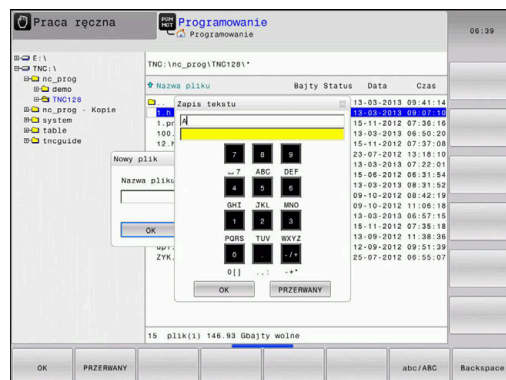 Praca ręczna
PGM MGT
Programowanie
Programowanie
06:39
E:\
TNC:\
nc_prog
demo
TNC128
nc_prog - Kopie
system
table
tncguide
TNC:\nc_prog\TNC128\*
Nazwa pliku Bajty Status Data Czas
..
13-03-2013 09:41:14
1.h 13-03-2013 09:07:10
15-11-2012 07:36:16
100. 13-03-2013 06:50:20
12.h 15-11-2012 07:37:08
23-07-2012 13:18:10
13-03-2013 07:22:01
15-06-2012 06:31:54
13-03-2013 08:31:52
09-10-2012 08:42:19
09-10-2012 11:06:18
13-03-2013 06:57:15
15-11-2012 07:35:18
13-09-2012 11:38:36
12-09-2012 09:51:39
ZYK. 25-07-2012 06:55:07
Nowy plik
Nazwa pliku
OK
Zapis tekstu
A
7 8 9
7 ABC DEF
4 5 6
GHI JKL MNO
1 2 3
PQRS TUV WXYZ
0 . -/+
0[] ..: -+*
OK PRZERWANY
15 plik(i) 146.93 Gbajty wolne
OK PRZERWANY abc/ABC Backspace